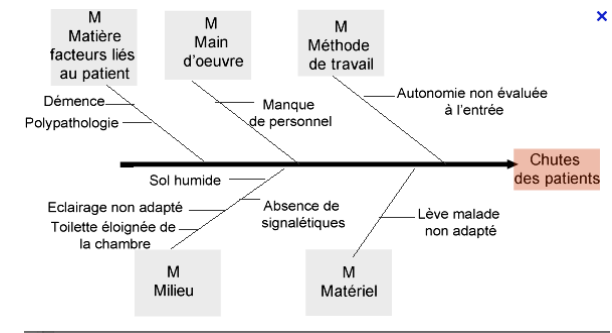 M
Matière
facteurs liés
au patient
M
Main
d'oeuvre
M
Méthode
de travail
Démence
Polypathologie
Manque
de personnel
Autonomie non évaluée
à l'entrée
Chutes
des patients
Sol humide
Eclairage non adapté
Toilette éloignée de
la chambre
Absence de
signalétiques
Lève malade
non adapté
M
Milieu
M
Matériel